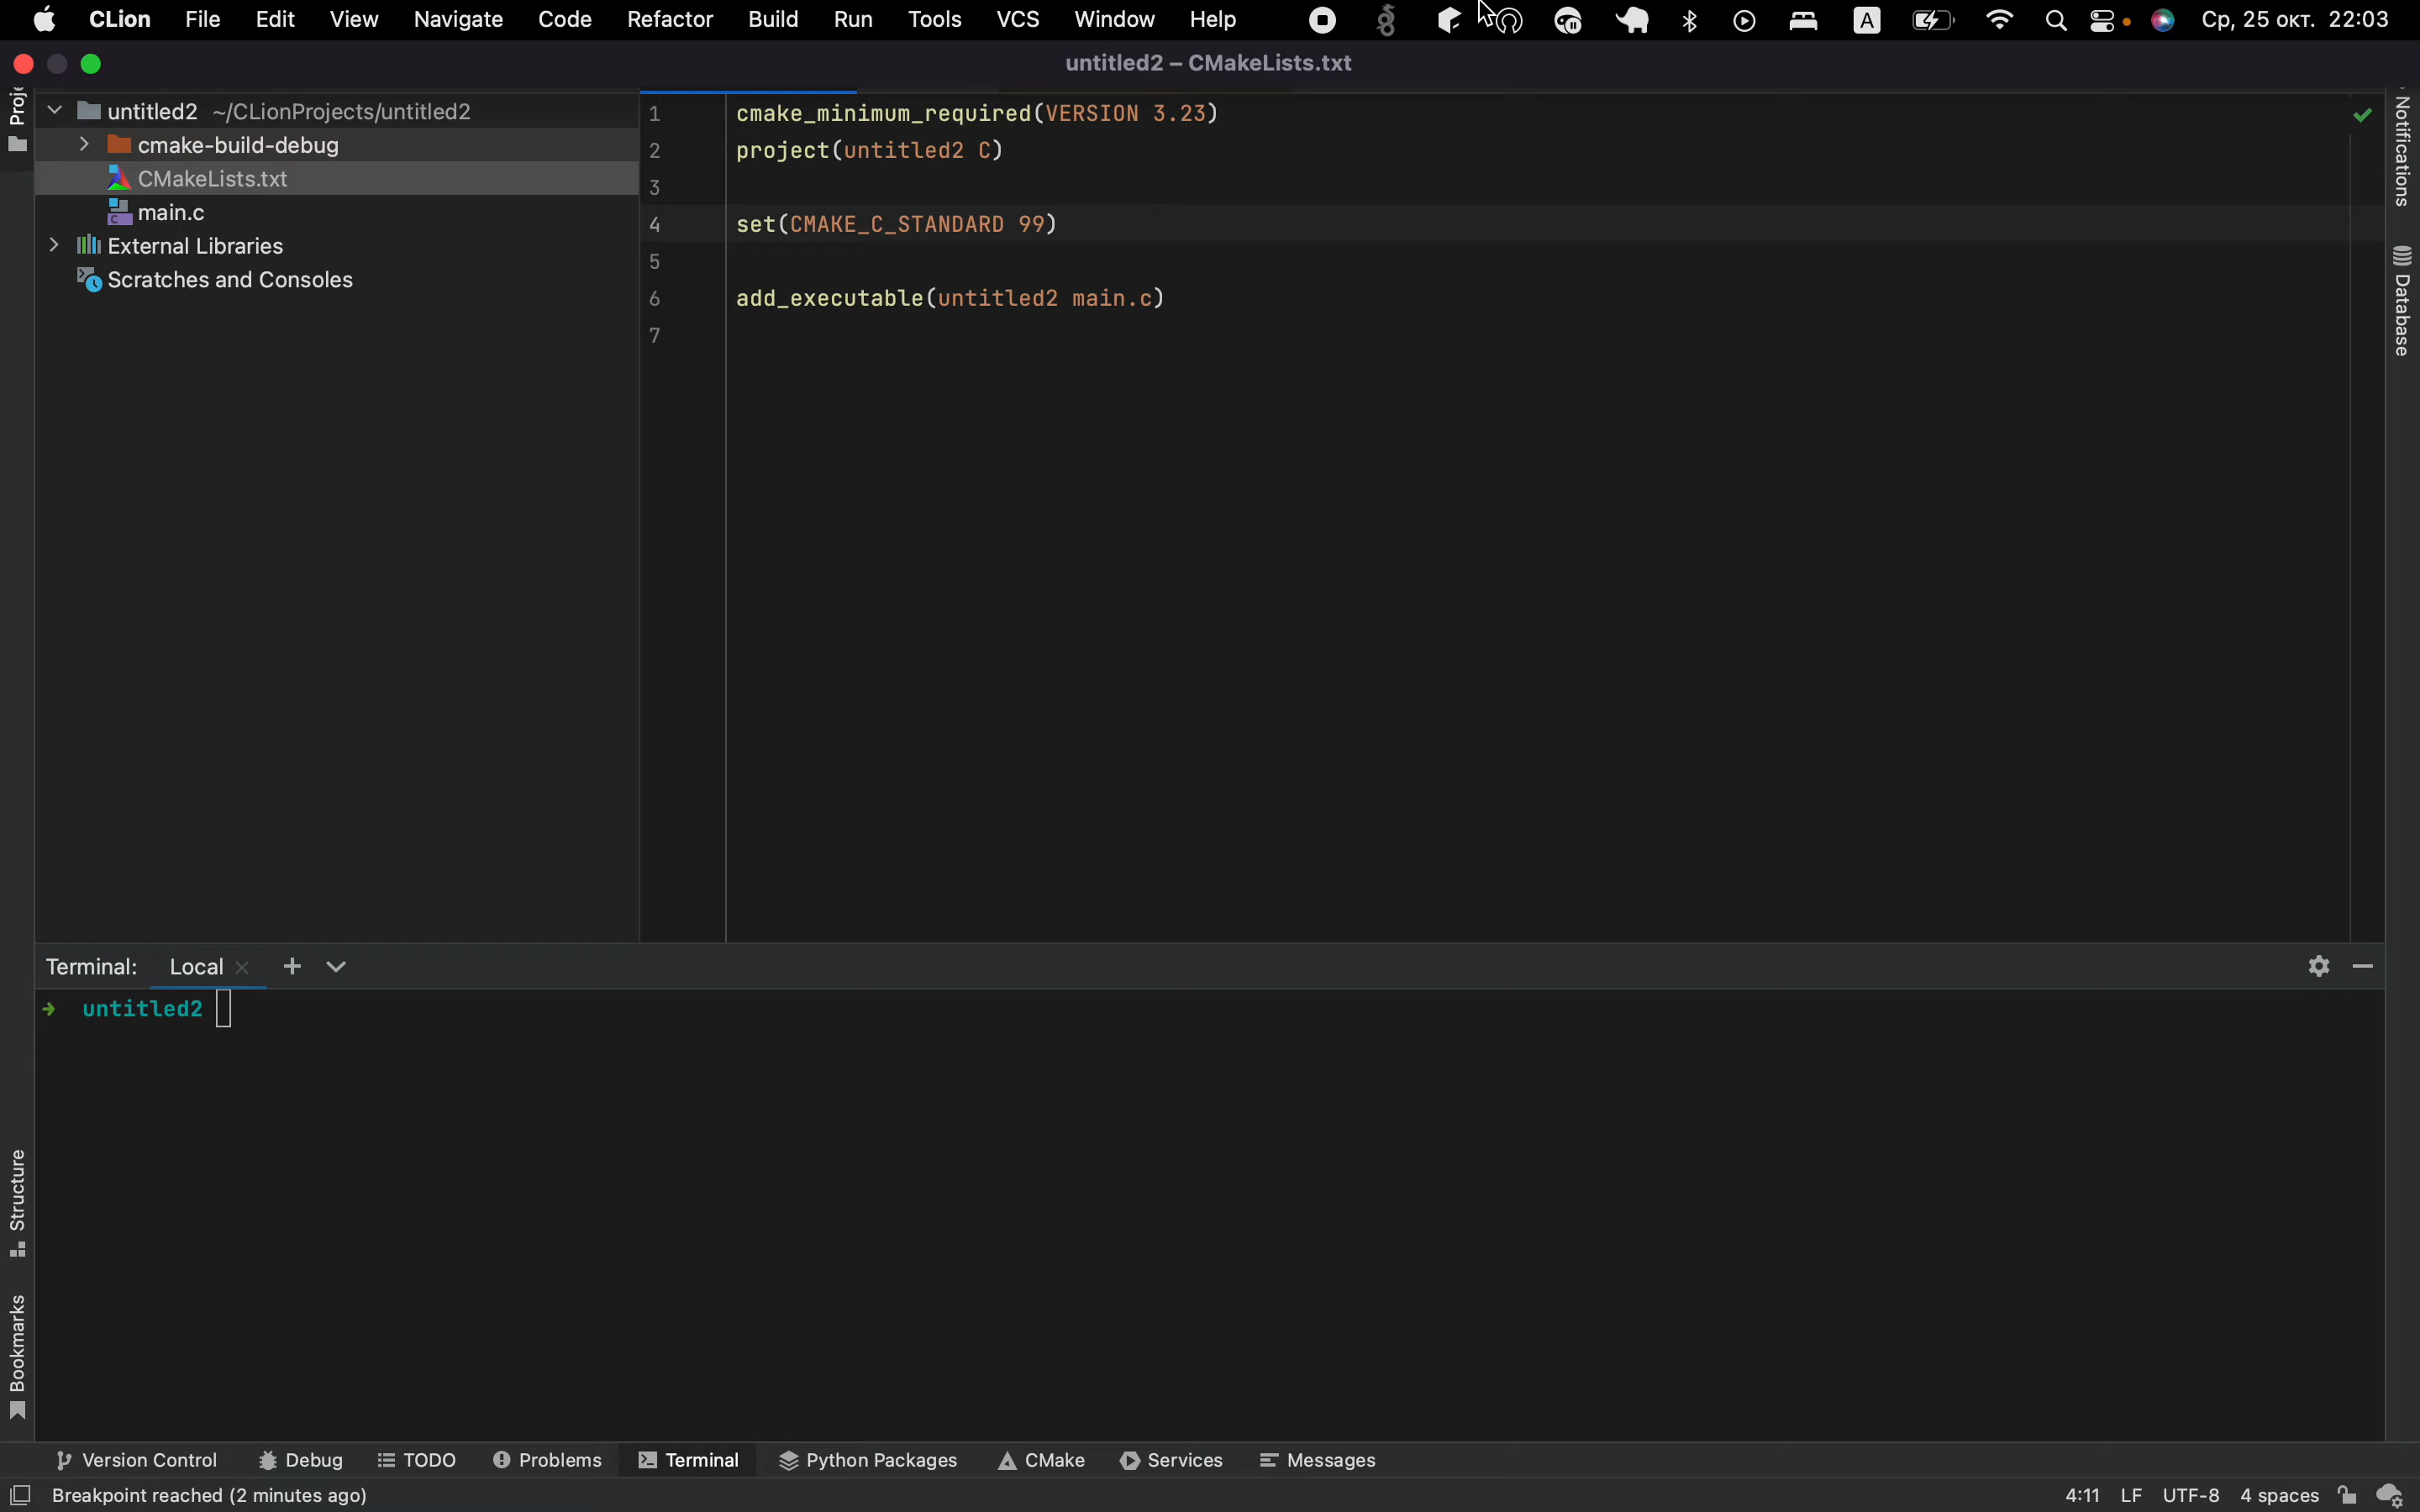 CLion File Edit View Navigate Code Refactor Build Run Tools VCS Window Help A Ср, 25 окт. 22:03
untitled2 – CMakeLists.txt
untitled2 ~/CLionProjects/untitled2
cmake-build-debug
CMakeLists.txt
main.c
External Libraries
Scratches and Consoles
1 cmake_minimum_required(VERSION 3.23)
2 project(untitled2 C)
3
4 set(CMAKE_C_STANDARD 99)
5
6 add_executable(untitled2 main.c)
7
Notifications
Database
Structure
Bookmarks
Terminal: Local
untitled2
Version Control Debug TODO Problems Terminal Python Packages CMake Services Messages
Breakpoint reached (2 minutes ago) 4:11 LF UTF-8 4 spaces